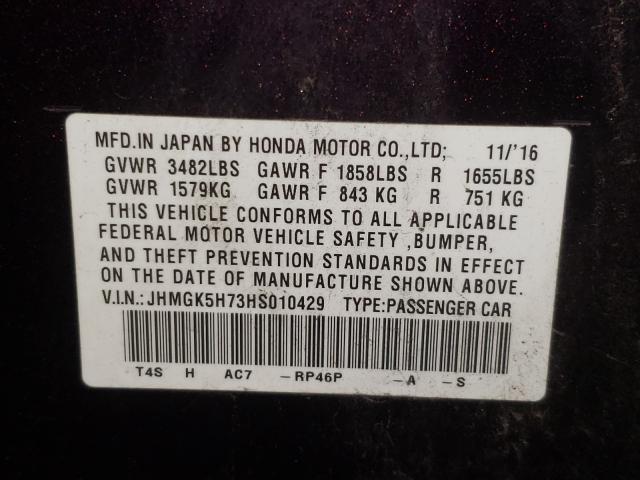 MFD.IN JAPAN BY HONDA MOTOR CO.,LTD; 11/'16
GVWR 3482LBS GAWR F 1858LBS R 1655LBS
GVWR 1579KG GAWR F 843 KG R 751 KG
THIS VEHICLE CONFORMS TO ALL APPLICABLE
FEDERAL MOTOR VEHICLE SAFETY ,BUMPER,
AND THEFT PREVENTION STANDARDS IN EFFECT
ON THE DATE OF MANUFACTURE SHOWN ABOVE.
V.I.N.: JHMGK5H73HS010429 TYPE:PASSENGER CAR
T4S H AC7 –RP46P –A –S